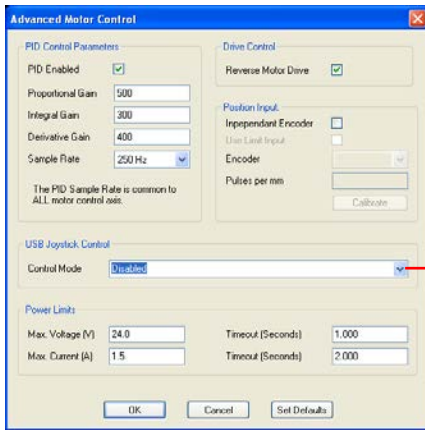 Advanced Motor Control
PID Control Parameters
PID Enabled
Proportional Gain 500
Integral Gain 300
Derivative Gain 400
Sample Rate 250 Hz
The PID Sample Rate is common to
ALL motor control axis.
Drive Control
Reverse Motor Drive
Position Input
Inpependant Encoder
Use Limit Input
Encoder
Pulses per mm
Calibrate
USB Joystick Control
Control Mode Disabled
Power Limits
Max. Voltage (V) 24.0 Timeout (Seconds) 1.000
Max. Current (A) 1.5 Timeout (Seconds) 2.000
OK Cancel Set Defaults